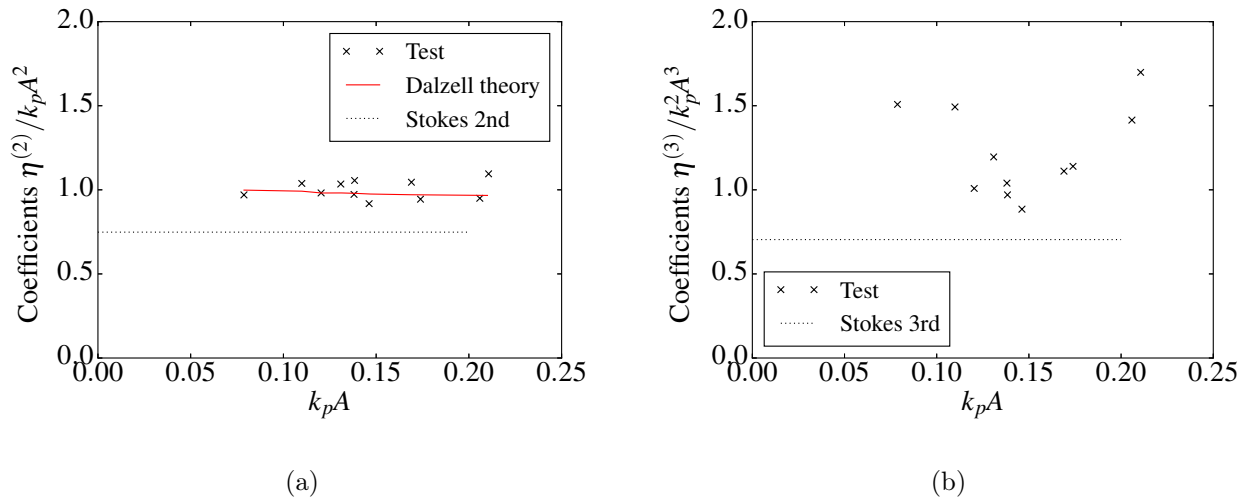 2.0
1.5
1.0
0.5
0.0
0.00 0.05 0.10 0.15 0.20 0.25
k_pA
Coefficients η^{(2)}/k_pA^2
Test
Dalzell theory
Stokes 2nd
(a)
2.0
1.5
1.0
0.5
0.0
0.00 0.05 0.10 0.15 0.20 0.25
k_pA
Coefficients η^{(3)}/k_p^2A^3
Test
Stokes 3rd
(b)